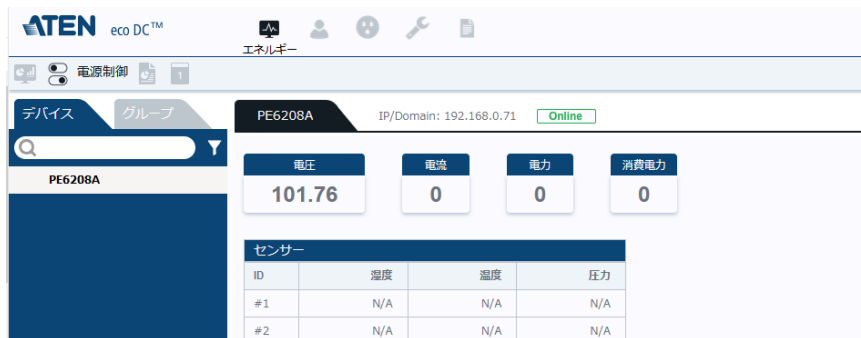 ATEN eco DC™
エネルギー
電源制御
1
デバイス グループ
PE6208A IP/Domain: 192.168.0.71 Online
PE6208A
電圧 電流 電力 消費電力
101.76 0 0 0
センサー
ID 湿度 温度 圧力
#1 N/A N/A N/A
#2 N/A N/A N/A